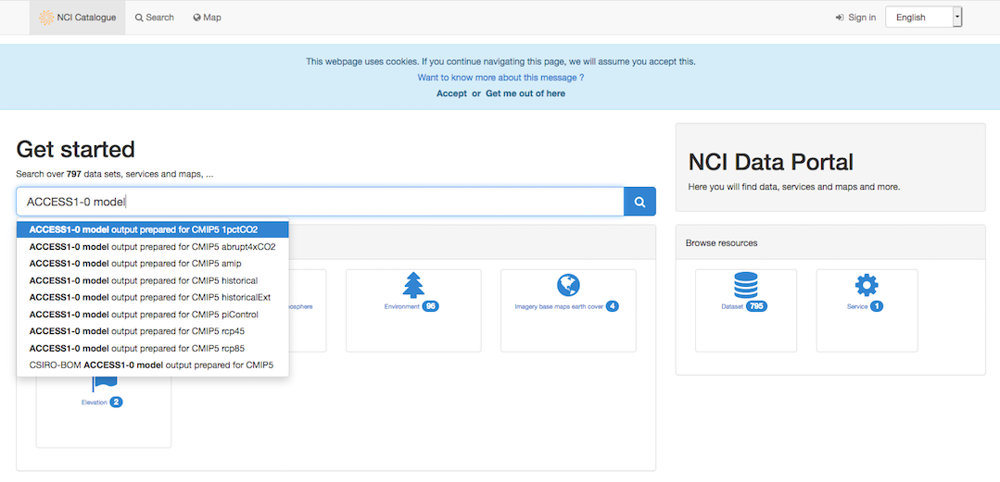 NCI Catalogue
Search
Map
Sign in
English
This webpage uses cookies. If you continue navigating this page, we will assume you accept this.
Want to know more about this message ?
Accept or Get me out of here
Get started
Search over 797 data sets, services and maps, ...
ACCESS1-0 model
ACCESS1-0 model output prepared for CMIP5 1pctCO2
ACCESS1-0 model output prepared for CMIP5 abrupt4xCO2
ACCESS1-0 model output prepared for CMIP5 amip
ACCESS1-0 model output prepared for CMIP5 historical
ACCESS1-0 model output prepared for CMIP5 historicalExt
ACCESS1-0 model output prepared for CMIP5 piControl
ACCESS1-0 model output prepared for CMIP5 rcp45
ACCESS1-0 model output prepared for CMIP5 rcp85
CSIRO-BOM ACCESS1-0 model output prepared for CMIP5
Environment 96
Imagery base maps earth cover 4
Elevation 2
NCI Data Portal
Here you will find data, services and maps and more.
Browse resources
Dataset 795
Service 1